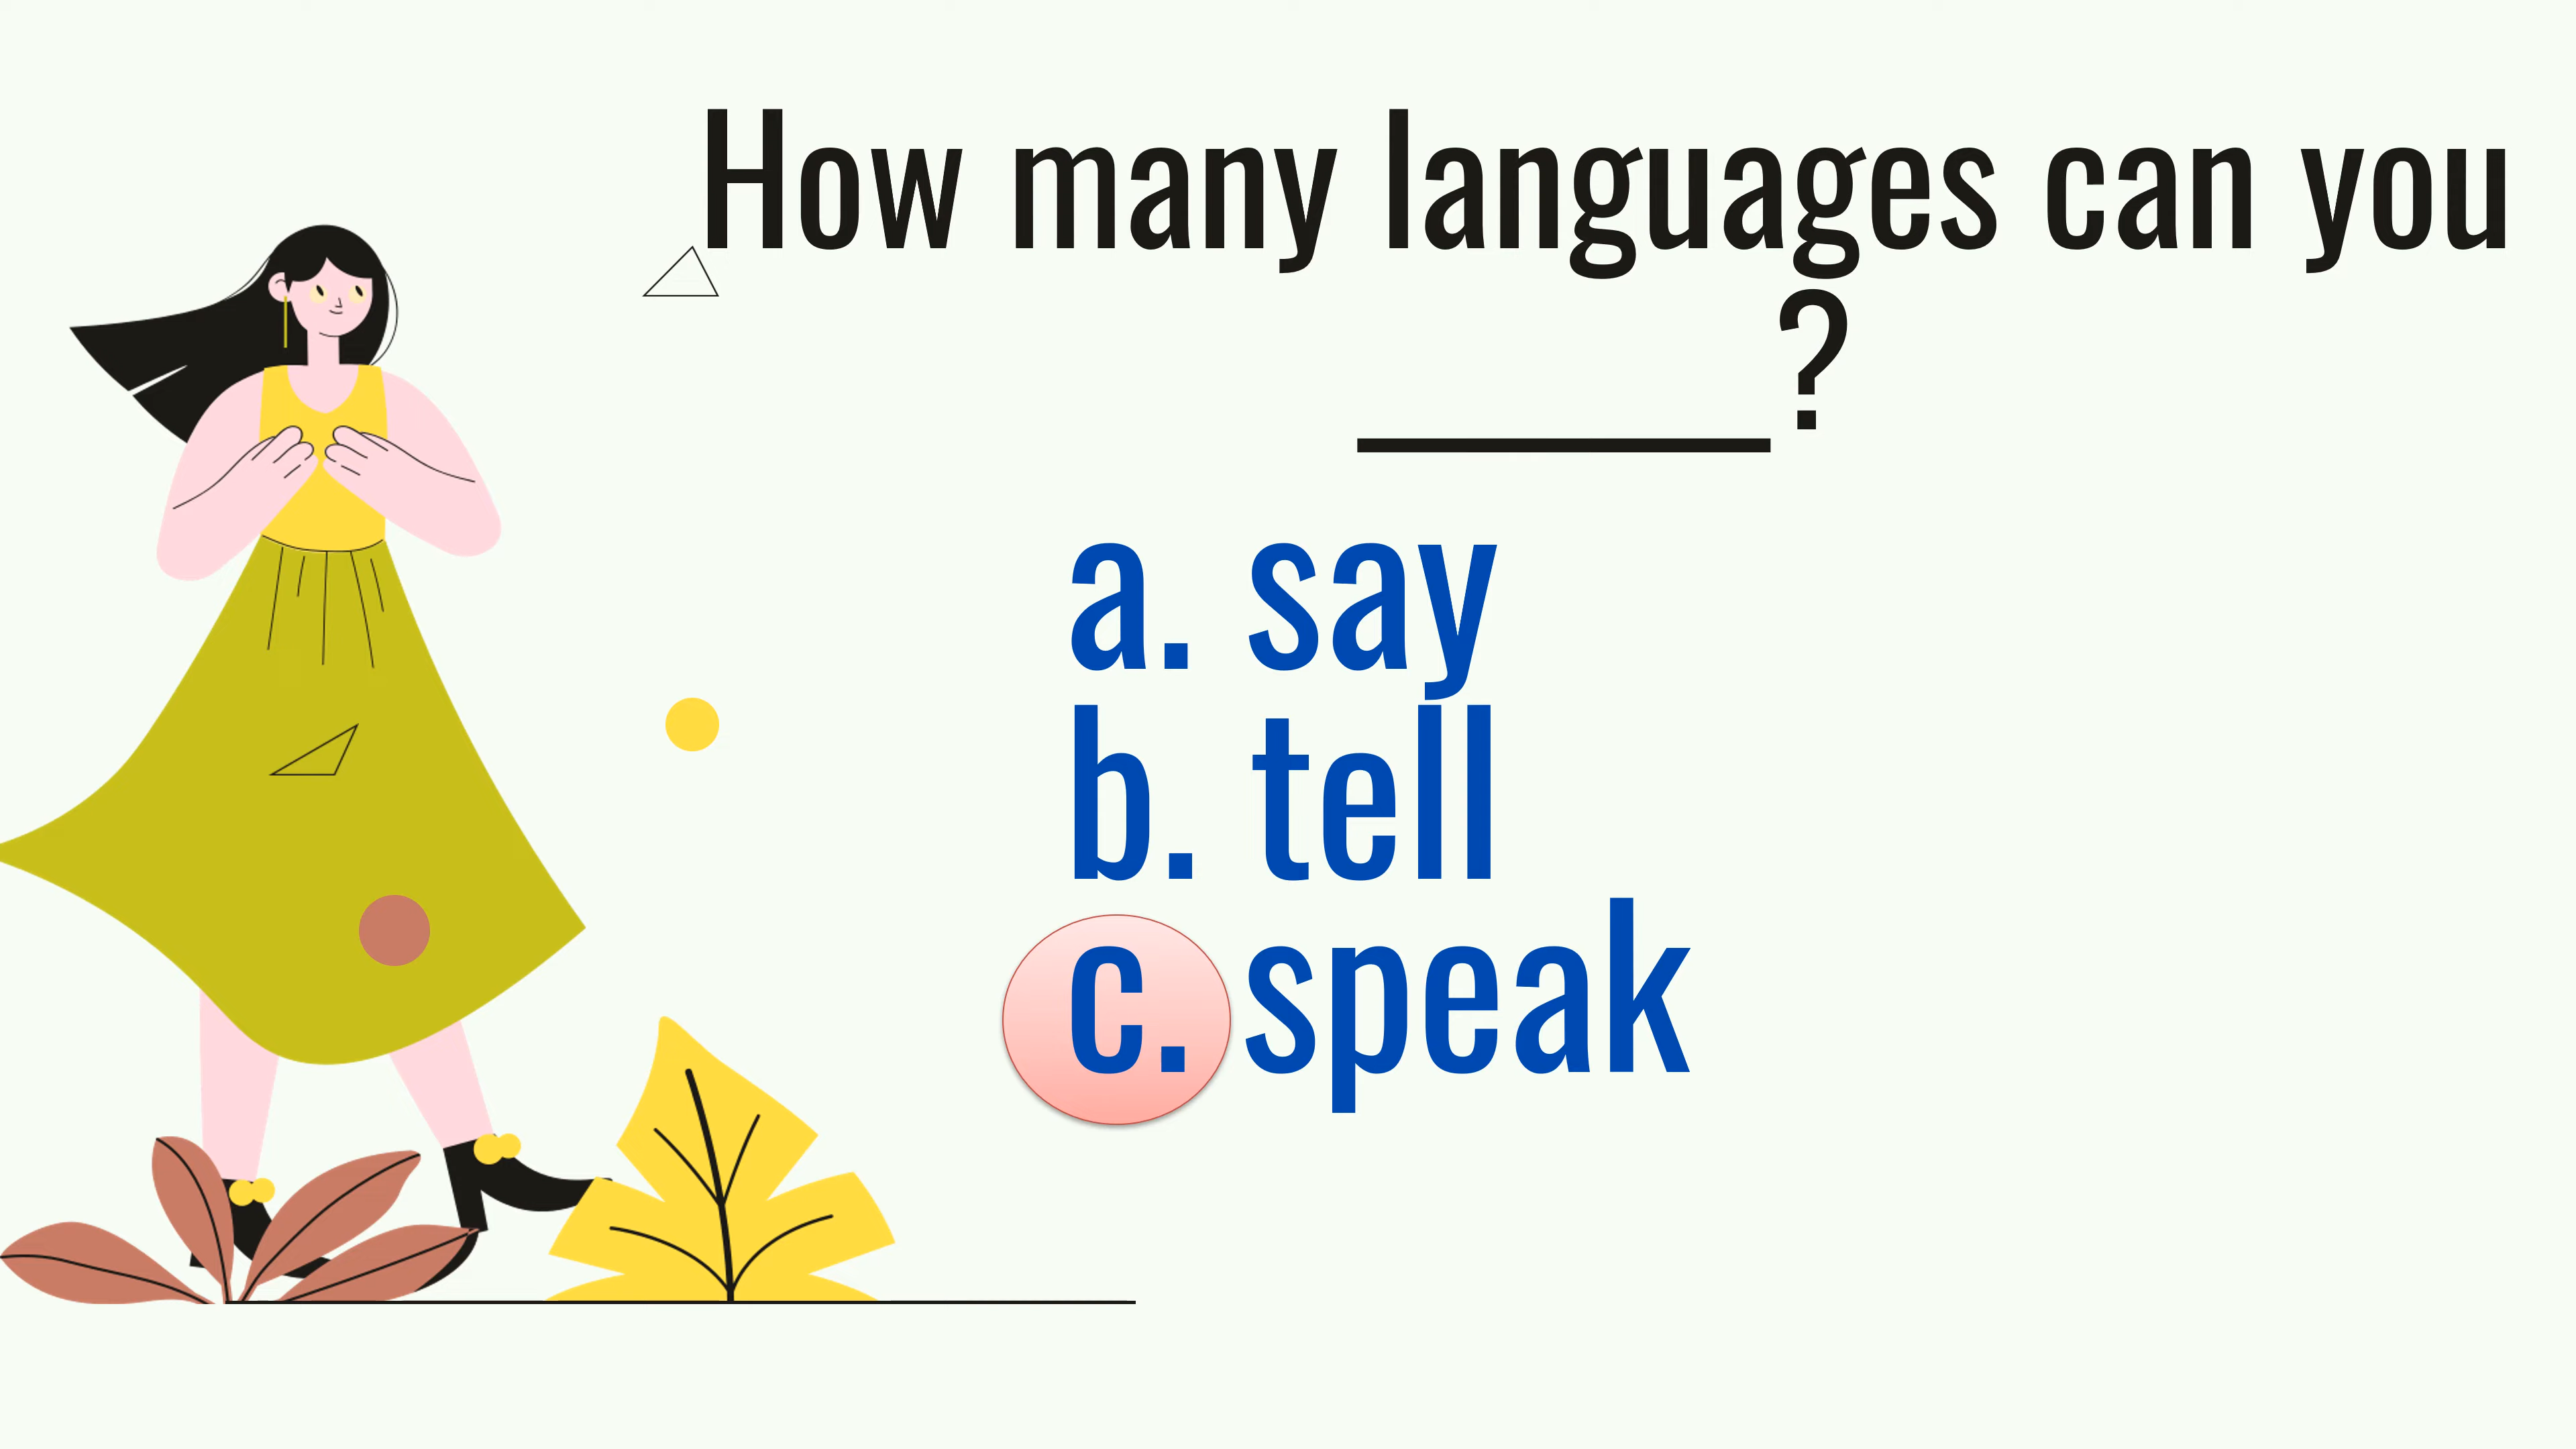 How many languages can you
______?
a. say
b. tell
c. speak